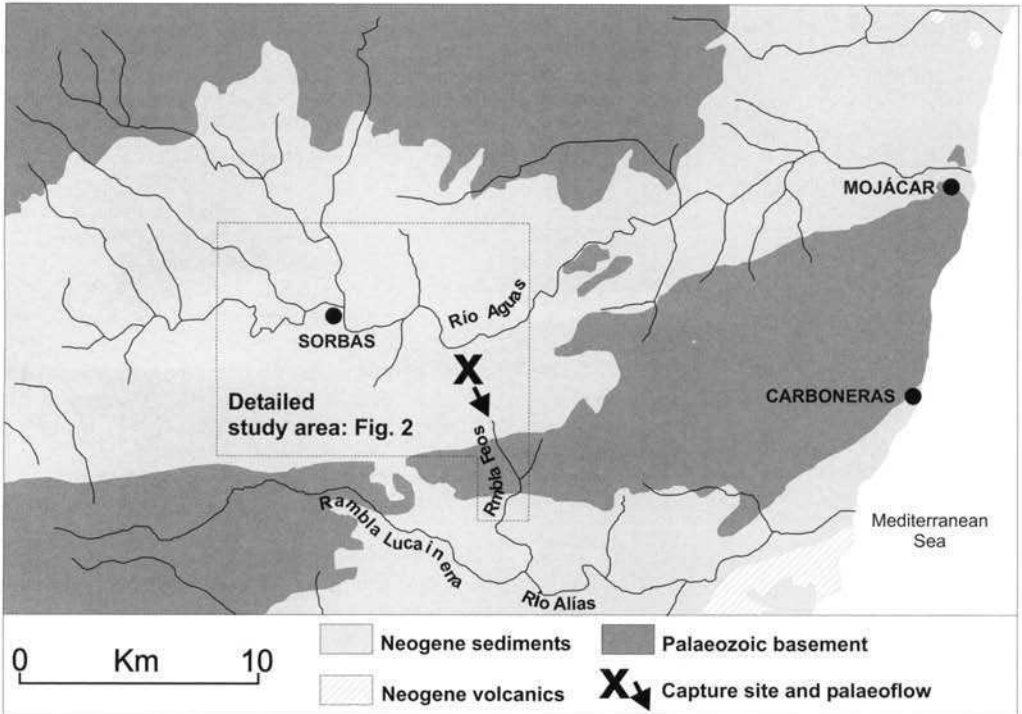 MOJÁCAR
Río Aguas
SORBAS
X
CARBONERAS
Detailed
study area: Fig. 2
Rmbla Feos
Rambla Lucainena
Mediterranean
Sea
Río Alías
0 Km 10
Neogene sediments
Palaeozoic basement
Neogene volcanics
X Capture site and palaeoflow